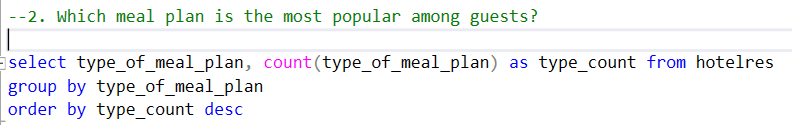 --2. Which meal plan is the most popular among guests?
select type_of_meal_plan, count(type_of_meal_plan) as type_count from hotelres
group by type_of_meal_plan
order by type_count desc